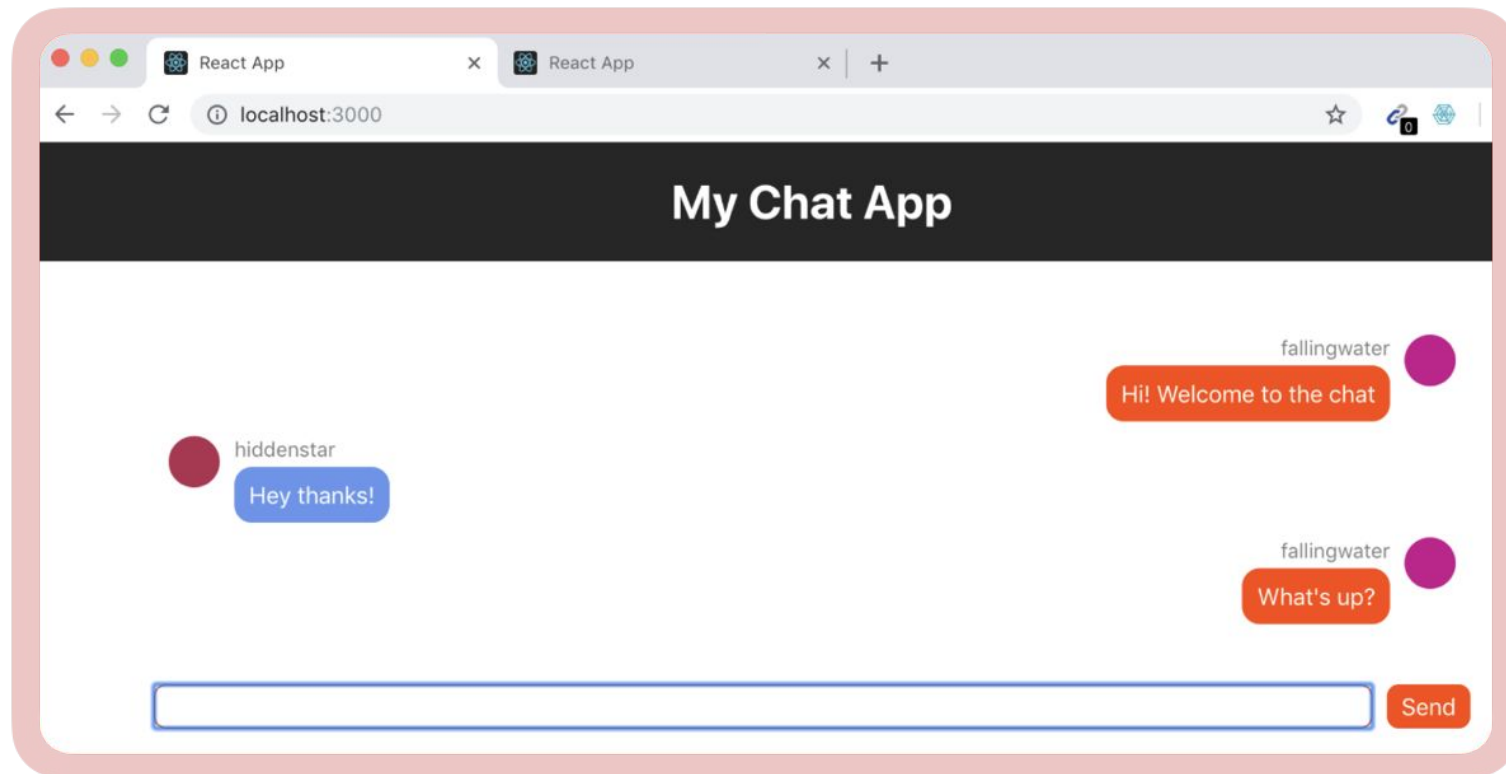 React App
React App
localhost:3000
0
My Chat App
fallingwater
Hi! Welcome to the chat
hiddenstar
Hey thanks!
fallingwater
What's up?
Send